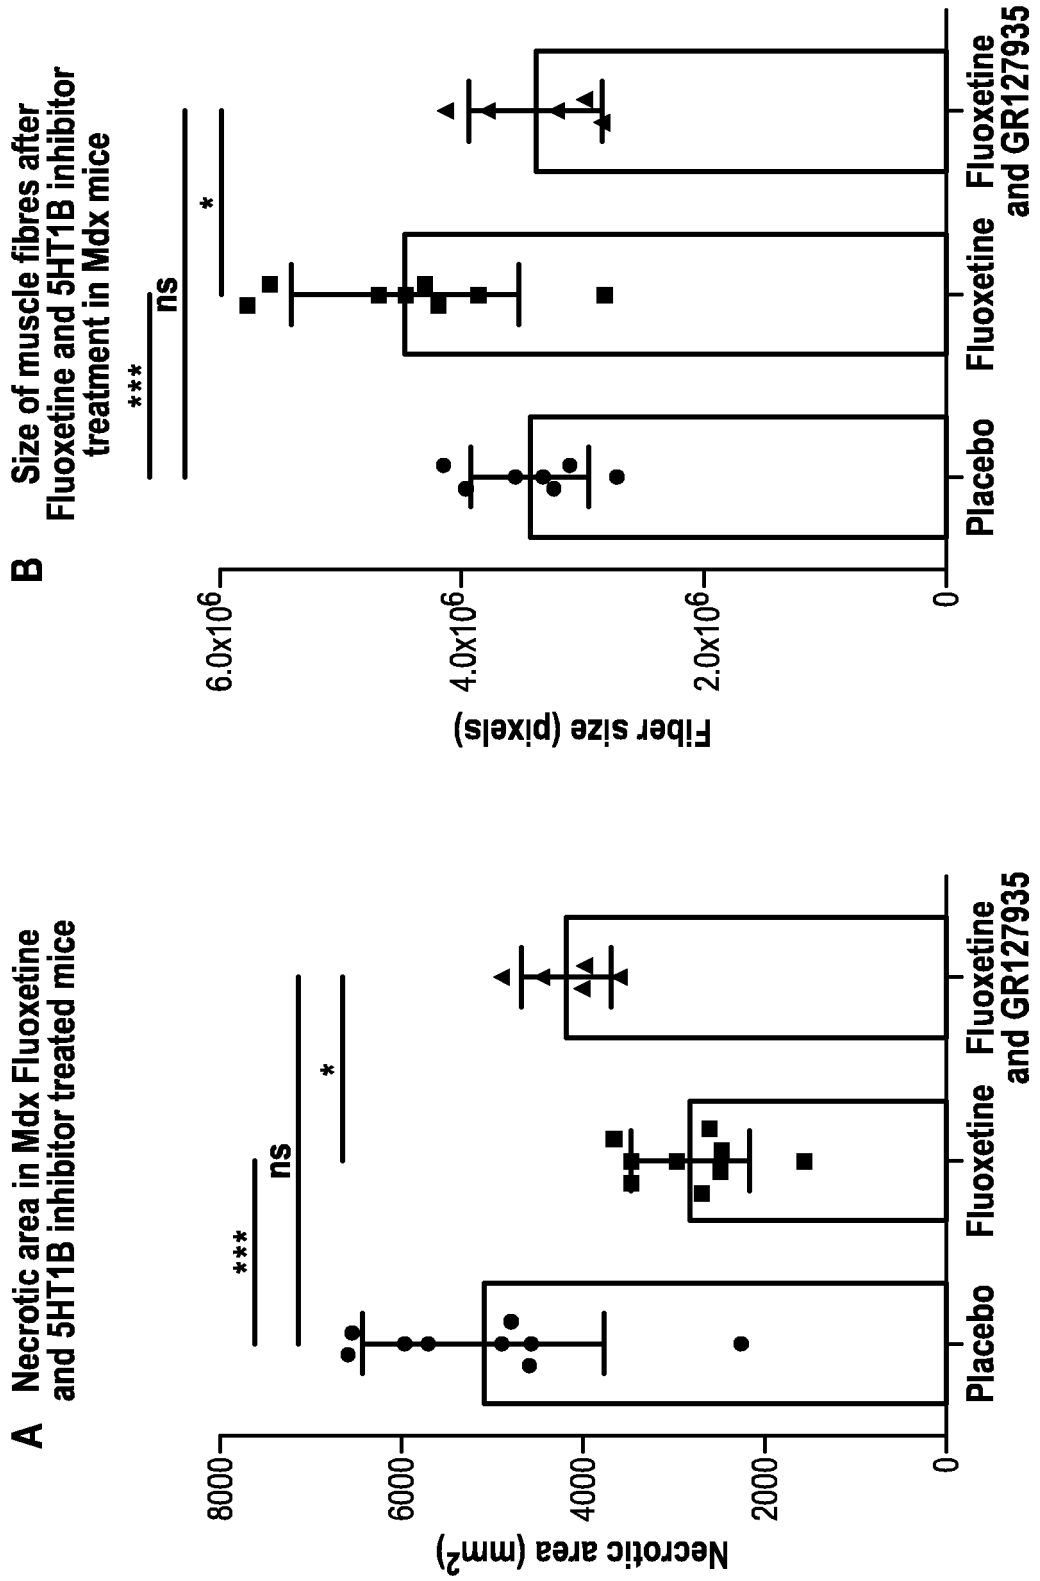 A
Necrotic area in Mdx Fluoxetine
and 5HT1B inhibitor treated mice
***
ns
*
8000
6000
4000
2000
0
Necrotic area (mm²)
Placebo
Fluoxetine
Fluoxetine
and GR127935
B
Size of muscle fibres after
Fluoxetine and 5HT1B inhibitor
treatment in Mdx mice
***
ns
*
6.0x10⁶
4.0x10⁶
2.0x10⁶
0
Fiber size (pixels)
Placebo
Fluoxetine
Fluoxetine
and GR127935